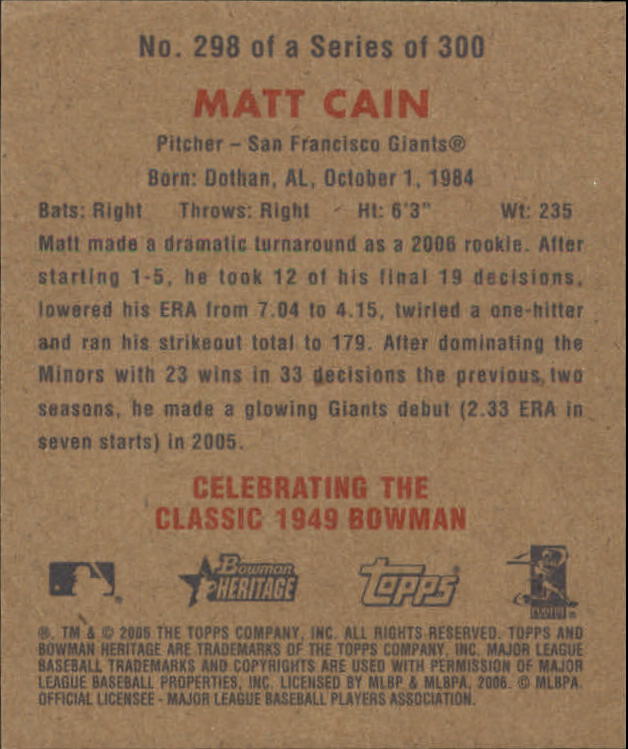 No. 298 of a Series of 300
MATT CAIN
Pitcher – San Francisco Giants®
Born: Dothan, AL, October 1, 1984
Bats: Right Throws: Right Ht: 6'3" Wt: 235
Matt made a dramatic turnaround as a 2006 rookie. After
starting 1-5, he took 12 of his final 19 decisions,
lowered his ERA from 7.04 to 4.15, twirled a one-hitter
and ran his strikeout total to 179. After dominating the
Minors with 23 wins in 33 decisions the previous two
seasons, he made a glowing Giants debut (2.33 ERA in
seven starts) in 2005.
CELEBRATING THE
CLASSIC 1949 BOWMAN
Bowman HERITAGE
Topps
®, TM & © 2006 THE TOPPS COMPANY, INC. ALL RIGHTS RESERVED. TOPPS AND
BOWMAN HERITAGE ARE TRADEMARKS OF THE TOPPS COMPANY, INC. MAJOR LEAGUE
BASEBALL TRADEMARKS AND COPYRIGHTS ARE USED WITH PERMISSION OF MAJOR
LEAGUE BASEBALL PROPERTIES, INC. LICENSED BY MLBP & MLBPA, 2006. © MLBPA
OFFICIAL LICENSEE - MAJOR LEAGUE BASEBALL PLAYERS ASSOCIATION.